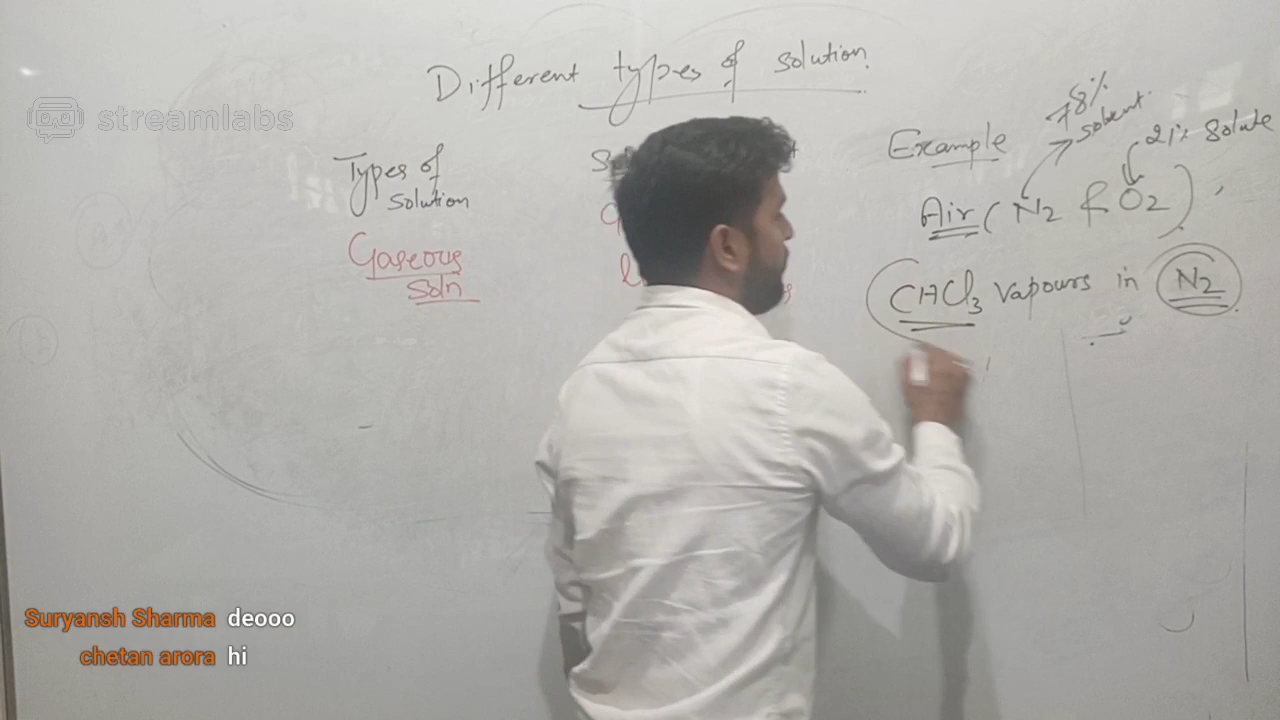 streamlabs
Different types of solution.
Types of
solution
Example
78%
solvent.
21% Solute
Air ( N2 & O2 ) ,
Gaseous
Soln
CHCl3 vapours in N2
Suryansh Sharma deooo
chetan arora hi